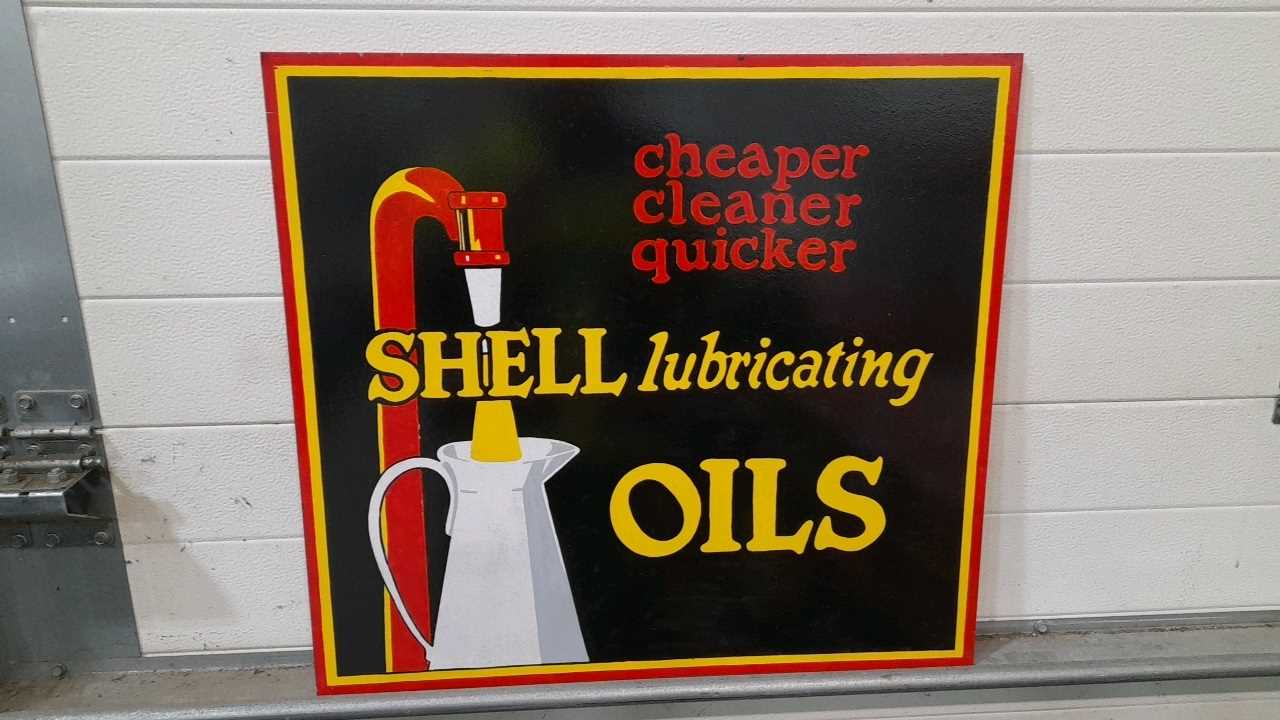 cheaper
cleaner
quicker
SHELL lubricating
OILS